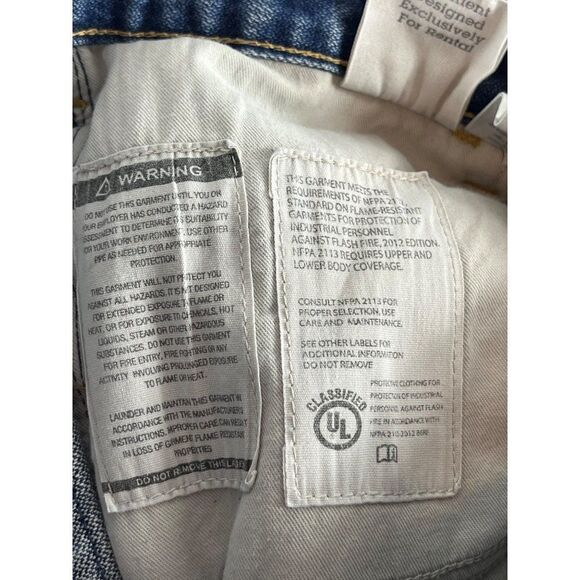 Designed
Exclusively
For Rental
WARNING
DO NOT USE THIS GARMENT UNTIL YOU OR
OUR EMPLOYER HAS CONDUCTED A HAZARD
ASSESSMENT TO DETERMINE ITS SUITABILITY
FOR YOUR WORK ENVIRONMENT. USE OTHER
PPE AS NEEDED FOR APPROPRIATE
PROTECTION.
THIS GARMENT WILL NOT PROTECT YOU
AGAINST ALL HAZARDS. IT IS NOT DESIGNED
FOR EXTENDED EXPOSURE TO FLAME OR
HEAT, OR FOR EXPOSURE TO CHEMICALS, HOT
LIQUIDS, STEAM OR OTHER HAZARDOUS
SUBSTANCES. DO NOT USE THIS GARMENT
FOR FIRE ENTRY, FIRE FIGHTING OR ANY
ACTIVITY INVOLVING PROLONGED EXPOSURE
TO FLAME OR HEAT.
LAUNDER AND MAINTAIN THIS GARMENT IN
ACCORDANCE WITH THE MANUFACTURERS
INSTRUCTIONS. IMPROPER CARE CAN RESULT
IN LOSS OF GARMENT FLAME RESISTANT
PROPERTIES
DO NOT REMOVE THIS LABEL
THIS GARMENT MEETS THE
REQUIREMENTS OF NFPA 2112,
STANDARD ON FLAME-RESISTANT
GARMENTS FOR PROTECTION OF
INDUSTRIAL PERSONNEL
AGAINST FLASH FIRE, 2012 EDITION.
NFPA 2113 REQUIRES UPPER AND
LOWER BODY COVERAGE.
CONSULT NFPA 2113 FOR
PROPER SELECTION, USE
CARE AND MAINTENANCE.
SEE OTHER LABELS FOR
ADDITIONAL INFORMATION
DO NOT REMOVE
CLASSIFIED
UL
PROTECTIVE CLOTHING FOR
PROTECTION OF INDUSTRIAL
PERSONAL AGAINST FLASH
FIRE IN ACCORDANCE WITH